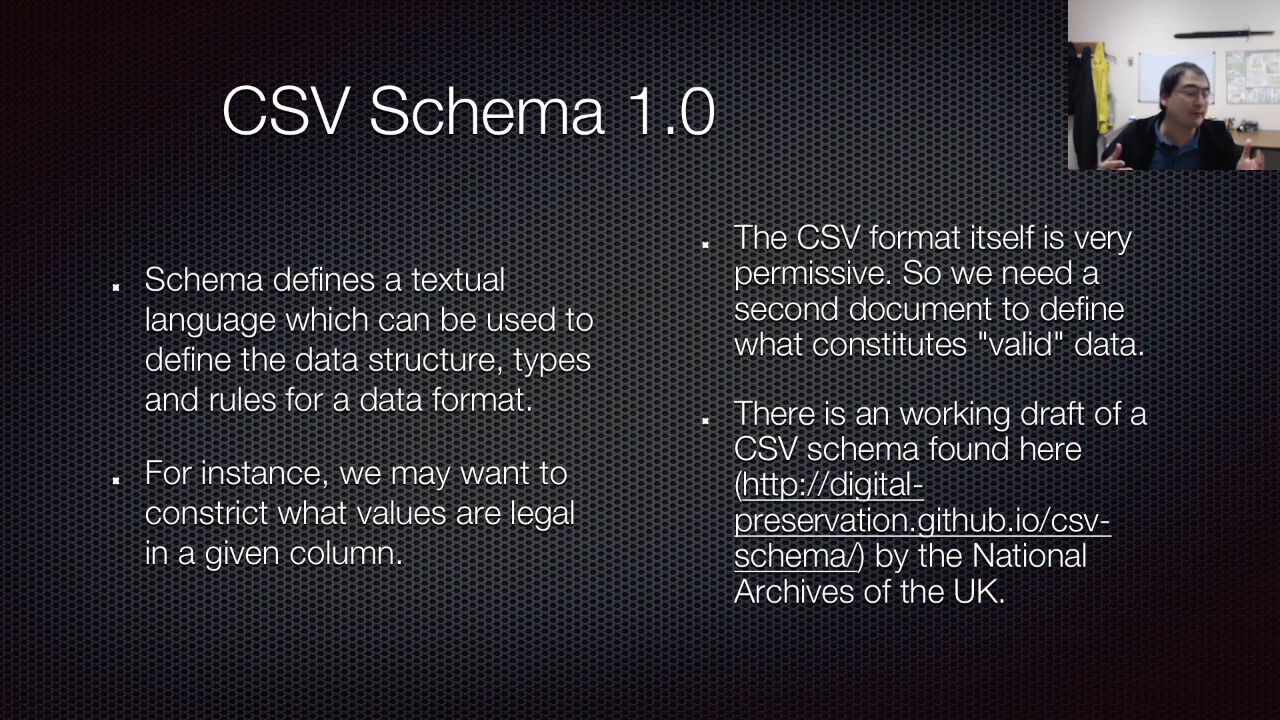 CSV Schema 1.0
Schema defines a textual
language which can be used to
define the data structure, types
and rules for a data format.
For instance, we may want to
constrict what values are legal
in a given column.
The CSV format itself is very
permissive. So we need a
second document to define
what constitutes "valid" data.
There is an working draft of a
CSV schema found here
(http://digital-
preservation.github.io/csv-
schema/) by the National
Archives of the UK.